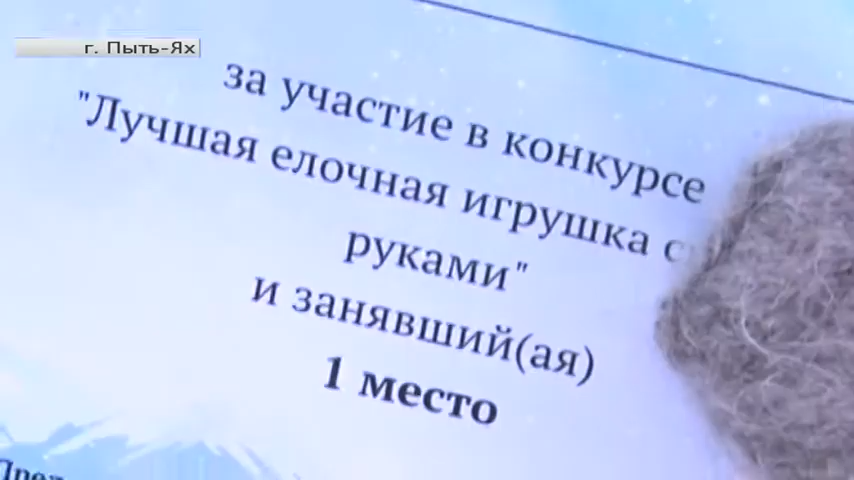 г. Пыть-Ях
за участие в конкурсе
"Лучшая елочная игрушка
руками"
и занявший(ая)
1 место